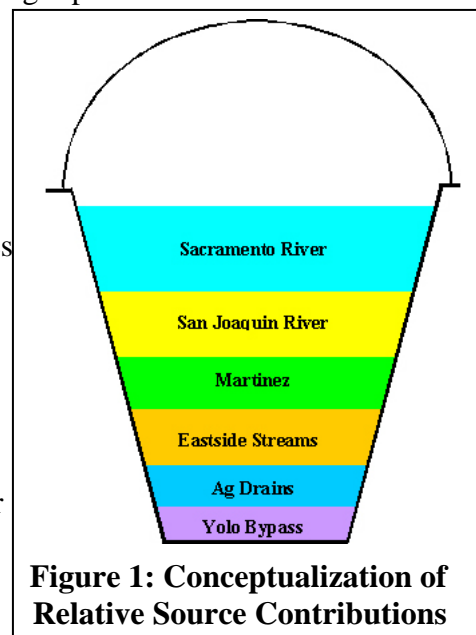 Sacramento River
San Joaquin River
Martinez
Eastside Streams
Ag Drains
Yolo Bypass
Figure 1: Conceptualization of
Relative Source Contributions